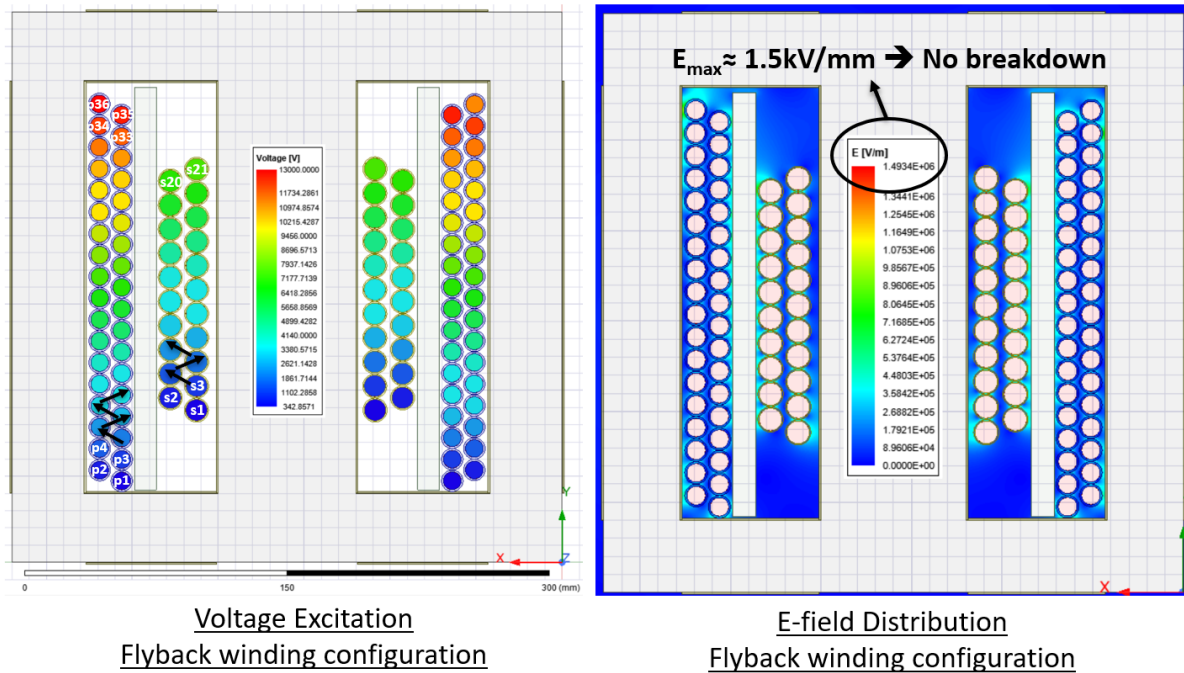 p36
p35
p34
p33
s21
s20
s3
s2
s1
p4
p3
p2
p1
Voltage [V]
13000.0000
11734.2861
10974.8574
10215.4287
9456.0000
8696.5713
7937.1426
7177.7139
6418.2856
5658.8569
4899.4282
4140.0000
3380.5715
2621.1428
1861.7144
1102.2858
342.8571
Y
X
Z
0
150
300 (mm)
Voltage Excitation
Flyback winding configuration
Emax≈ 1.5kV/mm ➔ No breakdown
E [V/m]
1.4934E+06
1.3441E+06
1.2545E+06
1.1649E+06
1.0753E+06
9.8567E+05
8.9606E+05
8.0645E+05
7.1685E+05
6.2724E+05
5.3764E+05
4.4803E+05
3.5842E+05
2.6882E+05
1.7921E+05
8.9606E+04
0.0000E+00
X
E-field Distribution
Flyback winding configuration